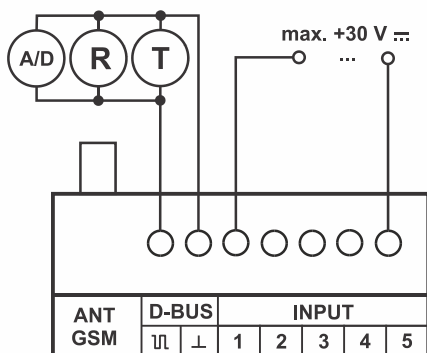 max. +30 V ⎓
A/D R T
...
ANT GSM
D-BUS INPUT
⊥ 1 2 3 4 5